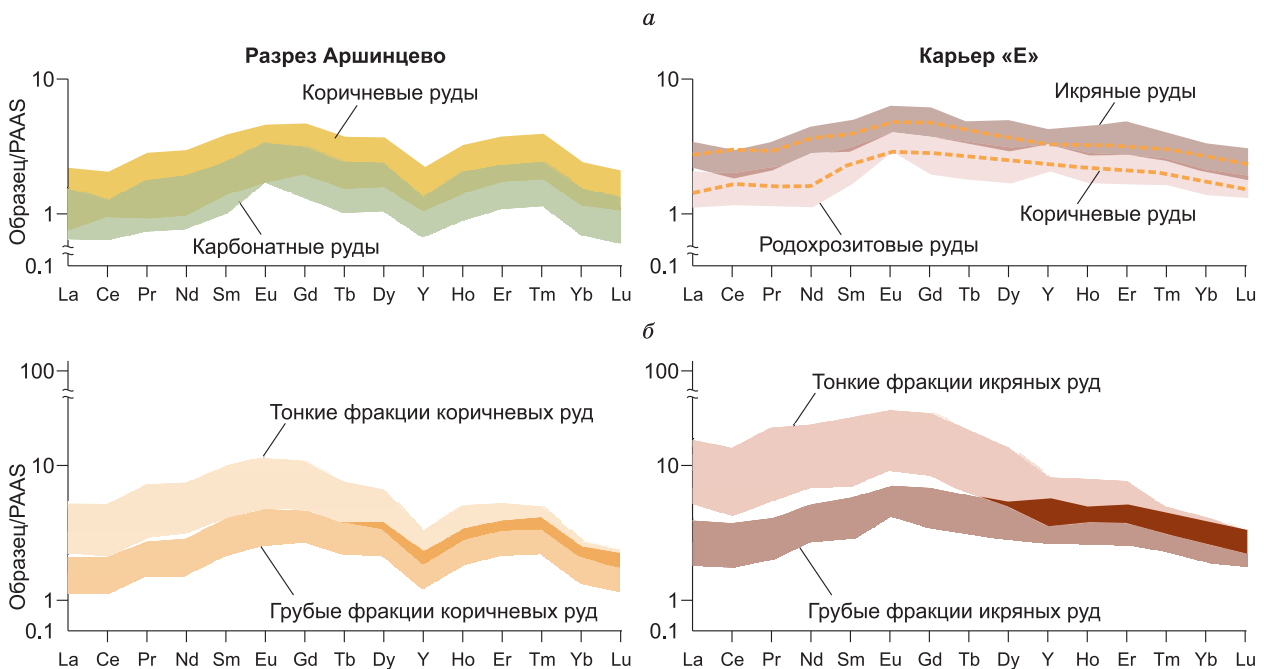 а
Разрез Аршинцево
Карьер «Е»
Образец/PAAS
10
1
0.1
Коричневые руды
Карбонатные руды
La Ce Pr Nd Sm Eu Gd Tb Dy Y Ho Er Tm Yb Lu
10
1
0.1
Икряные руды
Коричневые руды
Родохрозитовые руды
La Ce Pr Nd Sm Eu Gd Tb Dy Y Ho Er Tm Yb Lu
б
Образец/PAAS
100
10
1
0.1
Тонкие фракции коричневых руд
Грубые фракции коричневых руд
La Ce Pr Nd Sm Eu Gd Tb Dy Y Ho Er Tm Yb Lu
100
10
1
0.1
Тонкие фракции икряных руд
Грубые фракции икряных руд
La Ce Pr Nd Sm Eu Gd Tb Dy Y Ho Er Tm Yb Lu